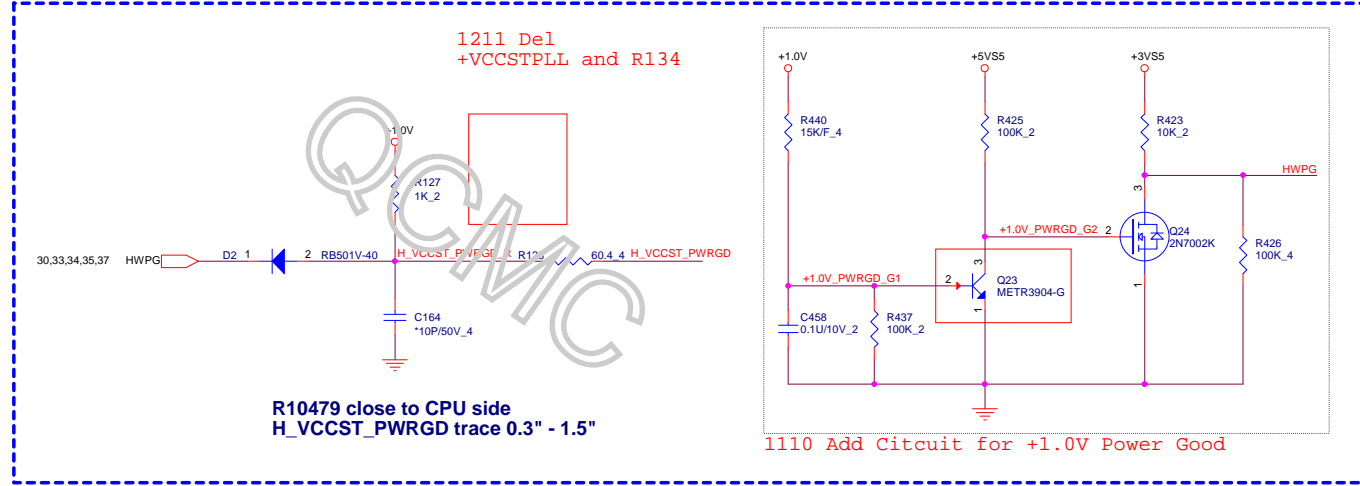 1211 Del
+VCCSTPLL and R134
+1.0V
R127
1K_2
30,33,34,35,37
HWPG
D2
1
2
RB501V-40
60.4_4
H_VCCST_PWRGD
C164
*10P/50V_4
R10479 close to CPU side
H_VCCST_PWRGD trace 0.3" - 1.5"
QCMC
+1.0V
R440
15K/F_4
+5VS5
R425
100K_2
+3VS5
R423
10K_2
HWPG
3
+1.0V_PWRGD_G2
2
Q24
2N7002K
1
R426
100K_4
+1.0V_PWRGD_G1
2
3
Q23
METR3904-G
1
C458
0.1U/10V_2
R437
100K_2
1110 Add Citcuit for +1.0V Power Good